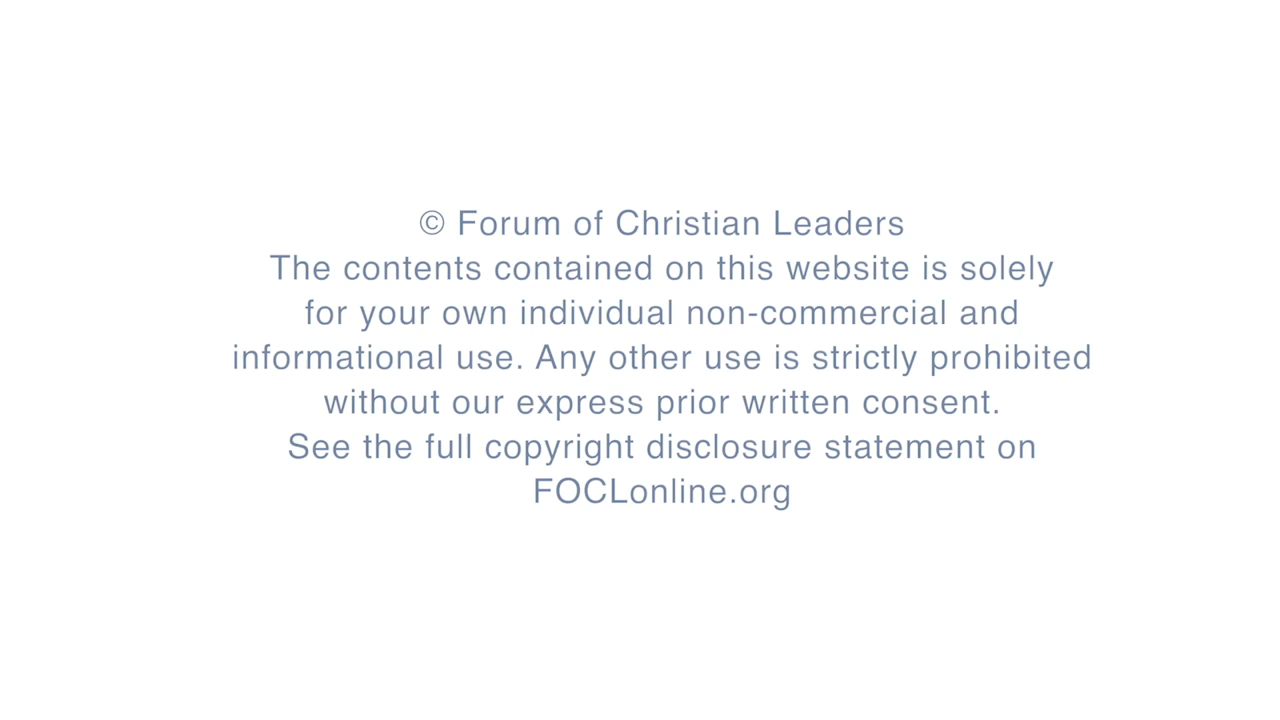 © Forum of Christian Leaders
The contents contained on this website is solely
for your own individual non-commercial and
informational use. Any other use is strictly prohibited
without our express prior written consent.
See the full copyright disclosure statement on
FOCLonline.org